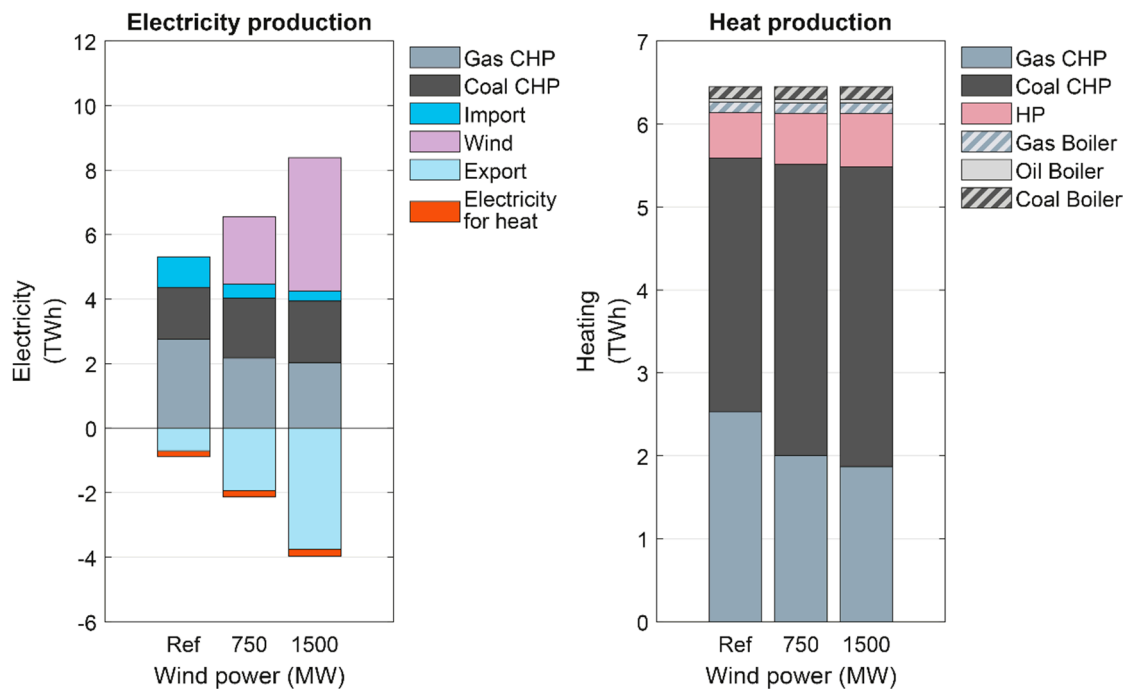 Electricity production
12
10
8
6
4
2
0
-2
-4
-6
Electricity
(TWh)
Ref
750
1500
Wind power (MW)
Gas CHP
Coal CHP
Import
Wind
Export
Electricity
for heat
Heat production
7
6
5
4
3
2
1
0
Heating
(TWh)
Ref
750
1500
Wind power (MW)
Gas CHP
Coal CHP
HP
Gas Boiler
Oil Boiler
Coal Boiler